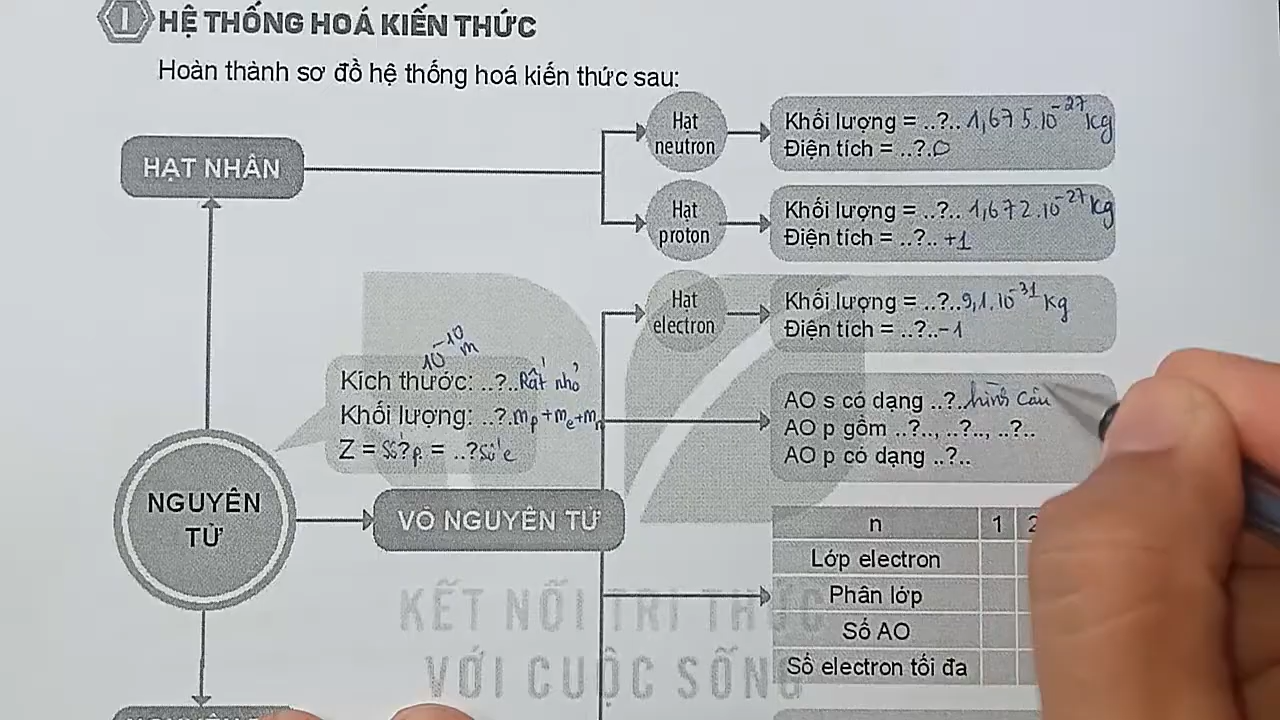 I HỆ THỐNG HOÁ KIẾN THỨC
Hoàn thành sơ đồ hệ thống hoá kiến thức sau:
HẠT NHÂN
Hạt
neutron
Khối lượng = ..?.. 1,675.10⁻²⁷ kg
Điện tích = ..?.0
Hạt
proton
Khối lượng = ..?.. 1,672.10⁻²⁷ kg
Điện tích = ..?.. +1
Hạt
electron
Khối lượng = ..?.. 9,1.10⁻³¹ kg
Điện tích = ..?.. -1
10⁻¹⁰ m
Kích thước: ..?.. Rất nhỏ
Khối lượng: ..?. mp + me + mn
Z = Số?p = ..?số e
AO s có dạng ..?.. hình cầu
AO p gồm ..?.., ..?.., ..?..
AO p có dạng ..?..
NGUYÊN
TỬ
VỎ NGUYÊN TỬ
n 1 2
Lớp electron
Phân lớp
Số AO
Số electron tối đa
KẾT NỐI TRI THỨC
VỚI CUỘC SỐNG